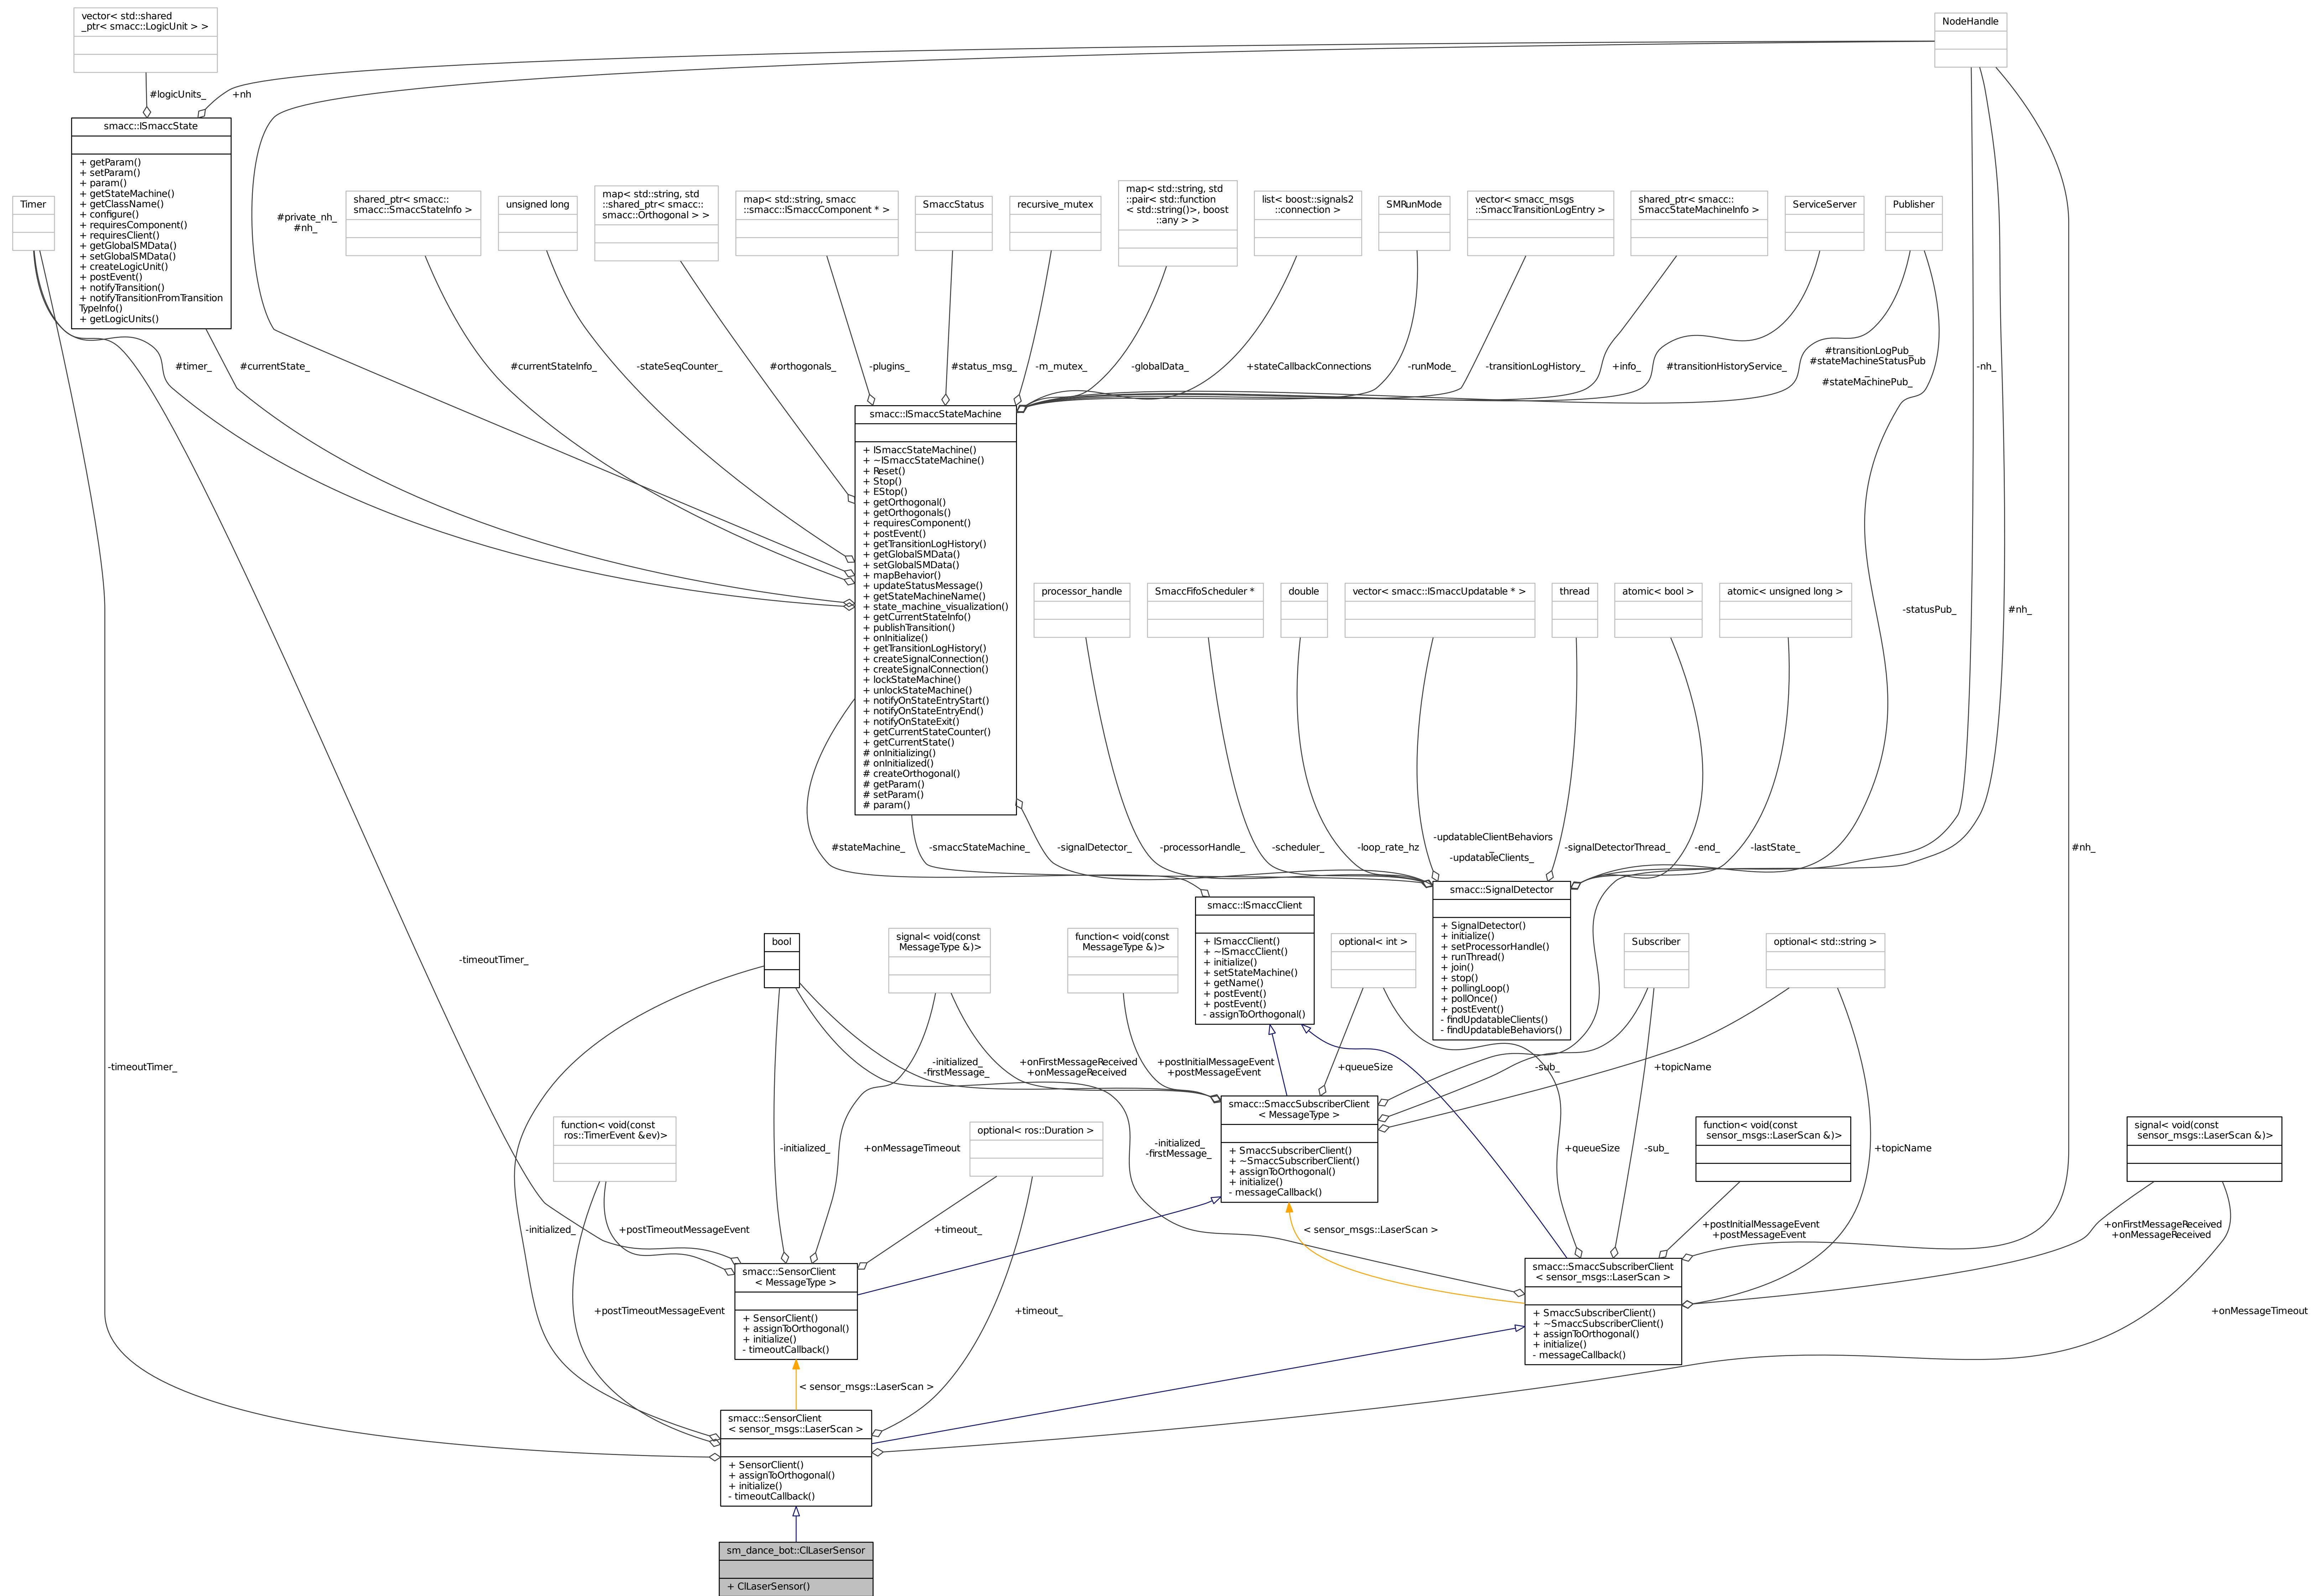 vector< std::shared
_ptr< smacc::LogicUnit > >
NodeHandle
#logicUnits_
+nh
smacc::ISmaccState
+ getParam()
+ setParam()
+ param()
+ getStateMachine()
+ getClassName()
+ configure()
+ requiresComponent()
+ requiresClient()
+ getGlobalSMData()
+ setGlobalSMData()
+ createLogicUnit()
+ postEvent()
+ notifyTransition()
+ notifyTransitionFromTransition
TypeInfo()
+ getLogicUnits()
Timer
#private_nh_
#nh_
shared_ptr< smacc::
smacc::SmaccStateInfo >
unsigned long
map< std::string, std
::shared_ptr< smacc::
smacc::Orthogonal > >
map< std::string, smacc
::smacc::ISmaccComponent * >
SmaccStatus
recursive_mutex
map< std::string, std
::pair< std::function
< std::string()>, boost
::any > >
list< boost::signals2
::connection >
SMRunMode
vector< smacc_msgs
::SmaccTransitionLogEntry >
shared_ptr< smacc::
SmaccStateMachineInfo >
ServiceServer
Publisher
#timer_
#currentState_
#currentStateInfo_
-stateSeqCounter_
#orthogonals_
-plugins_
#status_msg_
-m_mutex_
-globalData_
+stateCallbackConnections
-runMode_
-transitionLogHistory_
+info_
#transitionHistoryService_
#transitionLogPub_
#stateMachineStatusPub
_
#stateMachinePub_
-nh_
smacc::ISmaccStateMachine
+ ISmaccStateMachine()
+ ~ISmaccStateMachine()
+ Reset()
+ Stop()
+ EStop()
+ getOrthogonal()
+ getOrthogonals()
+ requiresComponent()
+ postEvent()
+ getTransitionLogHistory()
+ getGlobalSMData()
+ setGlobalSMData()
+ mapBehavior()
+ updateStatusMessage()
+ getStateMachineName()
+ state_machine_visualization()
+ getCurrentStateInfo()
+ publishTransition()
+ onInitialize()
+ getTransitionLogHistory()
+ createSignalConnection()
+ createSignalConnection()
+ lockStateMachine()
+ unlockStateMachine()
+ notifyOnStateEntryStart()
+ notifyOnStateEntryEnd()
+ notifyOnStateExit()
+ getCurrentStateCounter()
+ getCurrentState()
# onInitializing()
# onInitialized()
# createOrthogonal()
# getParam()
# setParam()
# param()
processor_handle
SmaccFifoScheduler *
double
vector< smacc::ISmaccUpdatable * >
thread
atomic< bool >
atomic< unsigned long >
-statusPub_
#nh_
#stateMachine_
-smaccStateMachine_
-signalDetector_
-processorHandle_
-scheduler_
-loop_rate_hz
-updatableClientBehaviors
_
-updatableClients_
-signalDetectorThread_
-end_
-lastState_
#nh_
smacc::SignalDetector
+ SignalDetector()
+ initialize()
+ setProcessorHandle()
+ runThread()
+ join()
+ stop()
+ pollingLoop()
+ pollOnce()
+ postEvent()
- findUpdatableClients()
- findUpdatableBehaviors()
smacc::ISmaccClient
+ ISmaccClient()
+ ~ISmaccClient()
+ initialize()
+ setStateMachine()
+ getName()
+ postEvent()
+ postEvent()
- assignToOrthogonal()
-timeoutTimer_
bool
signal< void(const
MessageType &)>
function< void(const
MessageType &)>
optional< int >
Subscriber
optional< std::string >
-timeoutTimer_
-initialized_
-firstMessage_
+onFirstMessageReceived
+onMessageReceived
+postInitialMessageEvent
+postMessageEvent
+queueSize
-sub_
+topicName
smacc::SmaccSubscriberClient
< MessageType >
+ SmaccSubscriberClient()
+ ~SmaccSubscriberClient()
+ assignToOrthogonal()
+ initialize()
- messageCallback()
function< void(const
ros::TimerEvent &ev)>
optional< ros::Duration >
function< void(const
sensor_msgs::LaserScan &)>
signal< void(const
sensor_msgs::LaserScan &)>
-initialized_
+onMessageTimeout
-initialized_
-firstMessage_
+queueSize
-sub_
+topicName
-initialized_
+postTimeoutMessageEvent
+timeout_
< sensor_msgs::LaserScan >
+postInitialMessageEvent
+postMessageEvent
+onFirstMessageReceived
+onMessageReceived
smacc::SensorClient
< MessageType >
+ SensorClient()
+ assignToOrthogonal()
+ initialize()
- timeoutCallback()
smacc::SmaccSubscriberClient
< sensor_msgs::LaserScan >
+ SmaccSubscriberClient()
+ ~SmaccSubscriberClient()
+ assignToOrthogonal()
+ initialize()
- messageCallback()
+postTimeoutMessageEvent
+timeout_
+onMessageTimeout
< sensor_msgs::LaserScan >
smacc::SensorClient
< sensor_msgs::LaserScan >
+ SensorClient()
+ assignToOrthogonal()
+ initialize()
- timeoutCallback()
sm_dance_bot::ClLaserSensor
+ ClLaserSensor()